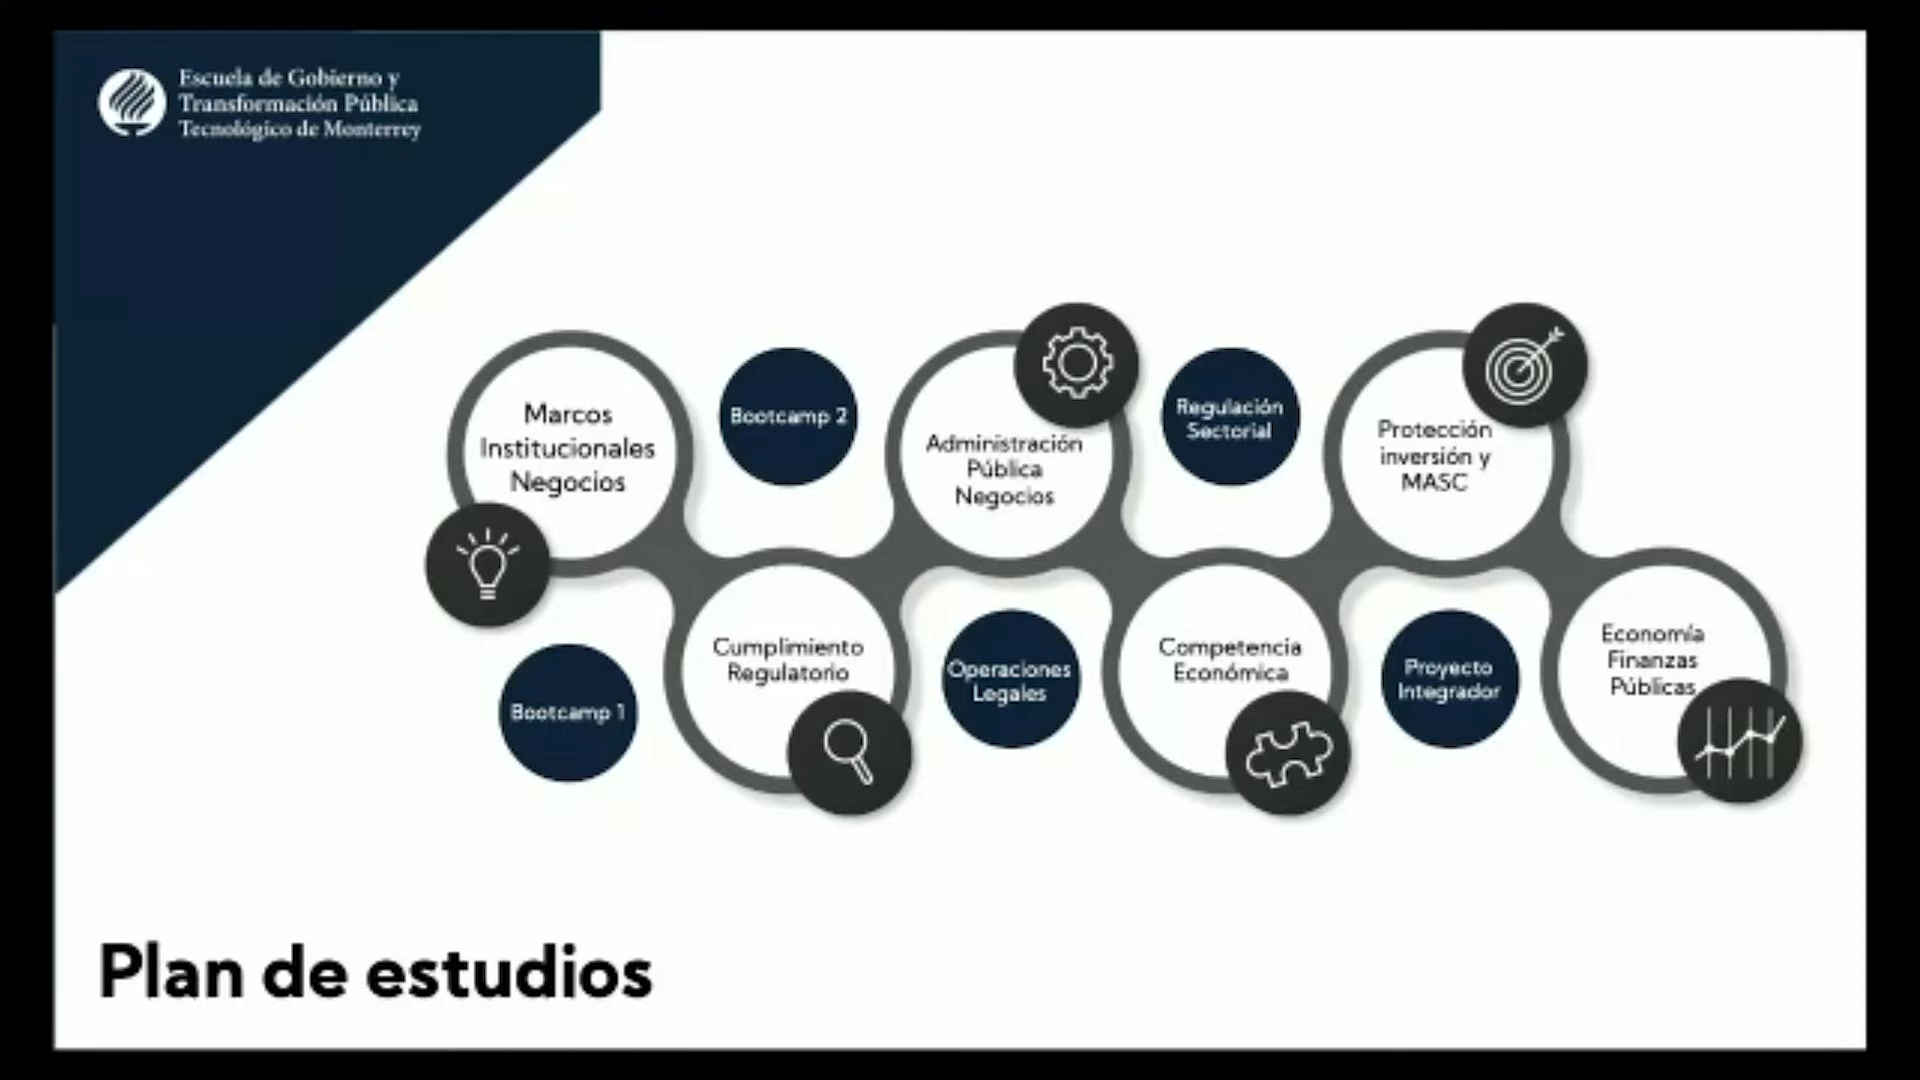 Escuela de Gobierno y
Transformación Pública
Tecnológico de Monterrey
Marcos
Institucionales
Negocios
Bootcamp 1
Bootcamp 2
Cumplimiento
Regulatorio
Administración
Pública
Negocios
Operaciones
Legales
Regulación
Sectorial
Competencia
Económica
Protección
inversión y
MASC
Proyecto
Integrador
Economía
Finanzas
Públicas
Plan de estudios